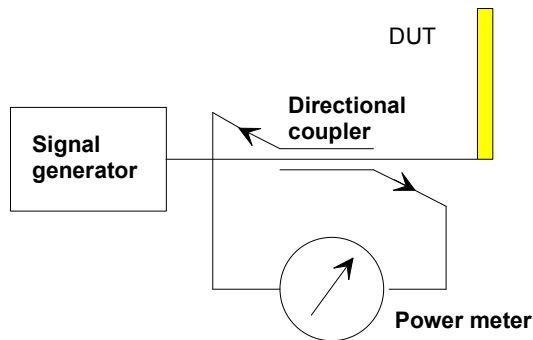 DUT
Directional
coupler
Signal
generator
Power meter